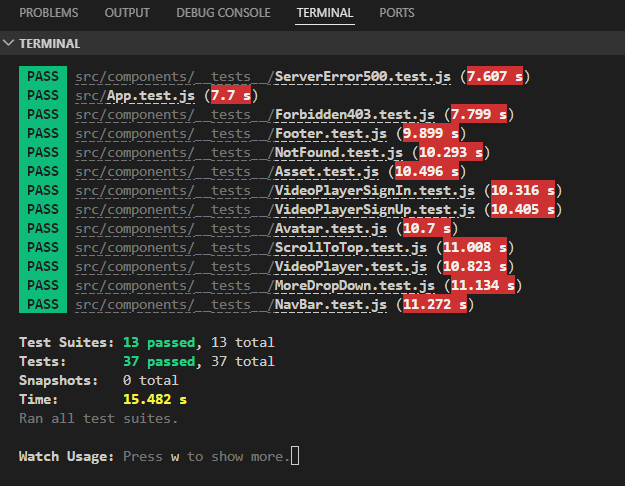 PROBLEMS OUTPUT DEBUG CONSOLE TERMINAL PORTS
TERMINAL
PASS src/components/__tests__/ServerError500.test.js (7.607 s)
PASS src/App.test.js (7.7 s)
PASS src/components/__tests__/Forbidden403.test.js (7.799 s)
PASS src/components/__tests__/Footer.test.js (9.899 s)
PASS src/components/__tests__/NotFound.test.js (10.293 s)
PASS src/components/__tests__/Asset.test.js (10.496 s)
PASS src/components/__tests__/VideoPlayerSignIn.test.js (10.316 s)
PASS src/components/__tests__/VideoPlayerSignUp.test.js (10.405 s)
PASS src/components/__tests__/Avatar.test.js (10.7 s)
PASS src/components/__tests__/ScrollToTop.test.js (11.008 s)
PASS src/components/__tests__/VideoPlayer.test.js (10.823 s)
PASS src/components/__tests__/MoreDropDown.test.js (11.134 s)
PASS src/components/__tests__/NavBar.test.js (11.272 s)
Test Suites: 13 passed, 13 total
Tests: 37 passed, 37 total
Snapshots: 0 total
Time: 15.482 s
Ran all test suites.
Watch Usage: Press w to show more.